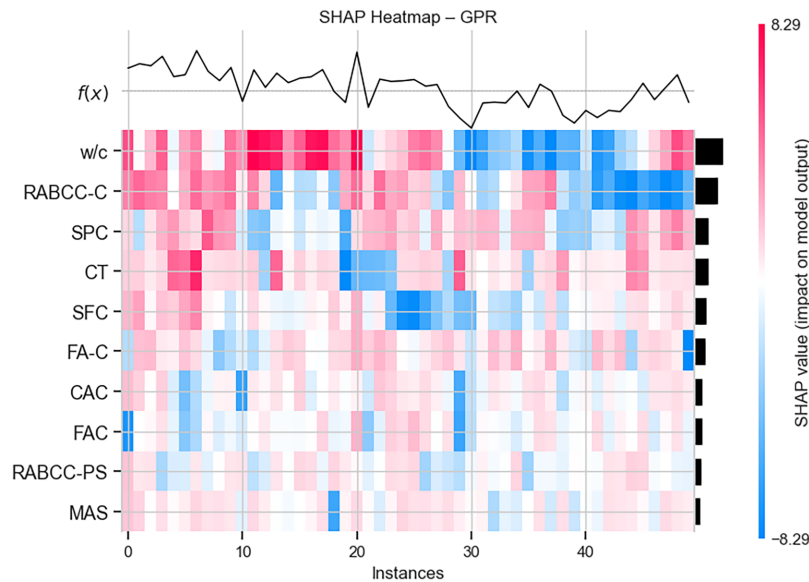 SHAP Heatmap – GPR
8.29
f(x)
w/c
RABCC-C
SPC
CT
SFC
FA-C
CAC
FAC
RABCC-PS
MAS
SHAP value (impact on model output)
−8.29
0 10 20 30 40
Instances